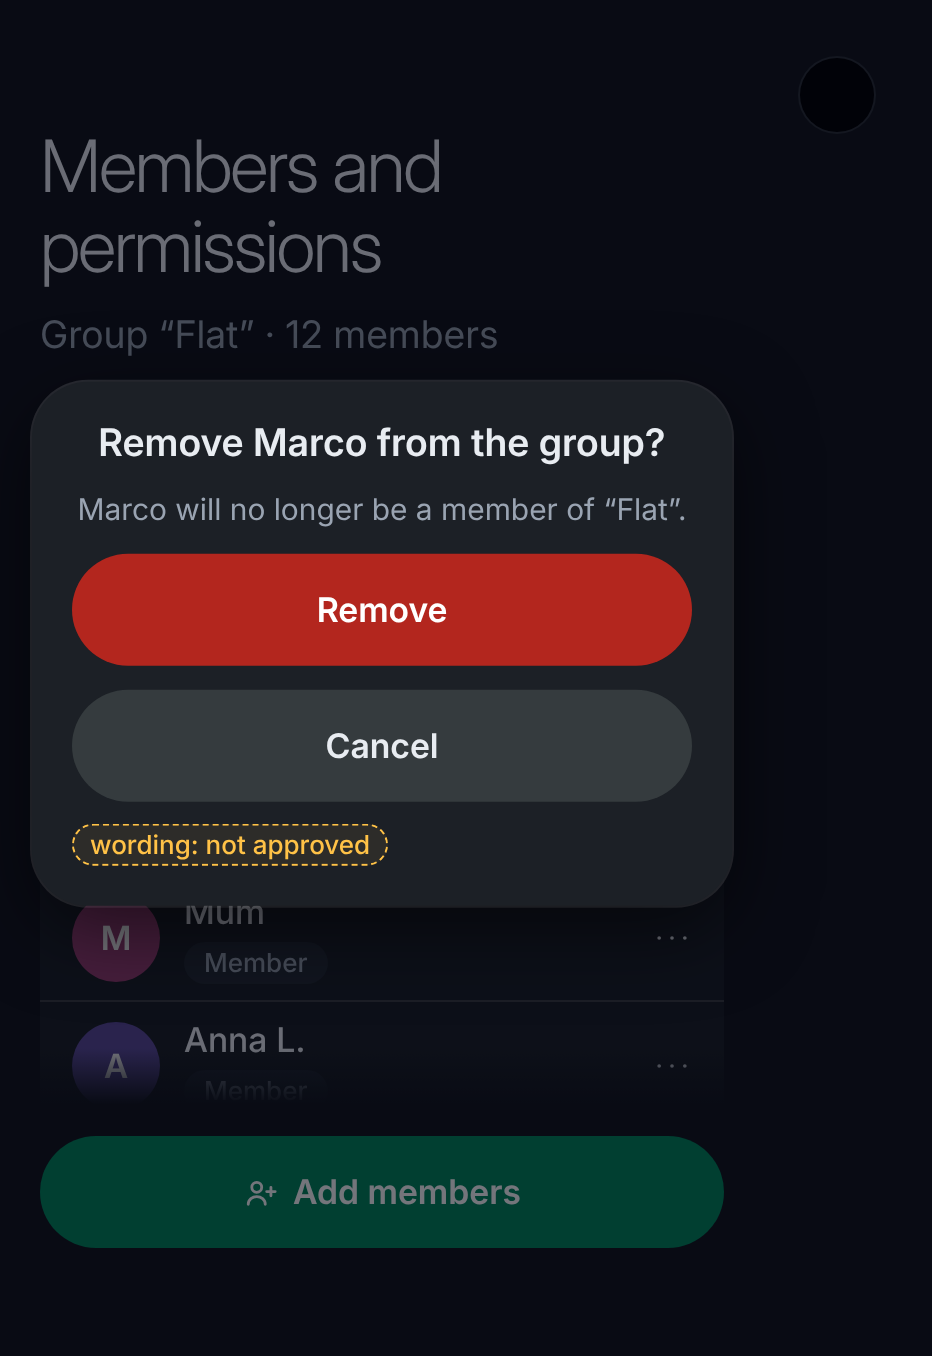 Members and
permissions
Group “Flat” · 12 members
Remove Marco from the group?
Marco will no longer be a member of “Flat”.
Remove
Cancel
wording: not approved
M
Mum
Member
A
Anna L.
Member
Add members